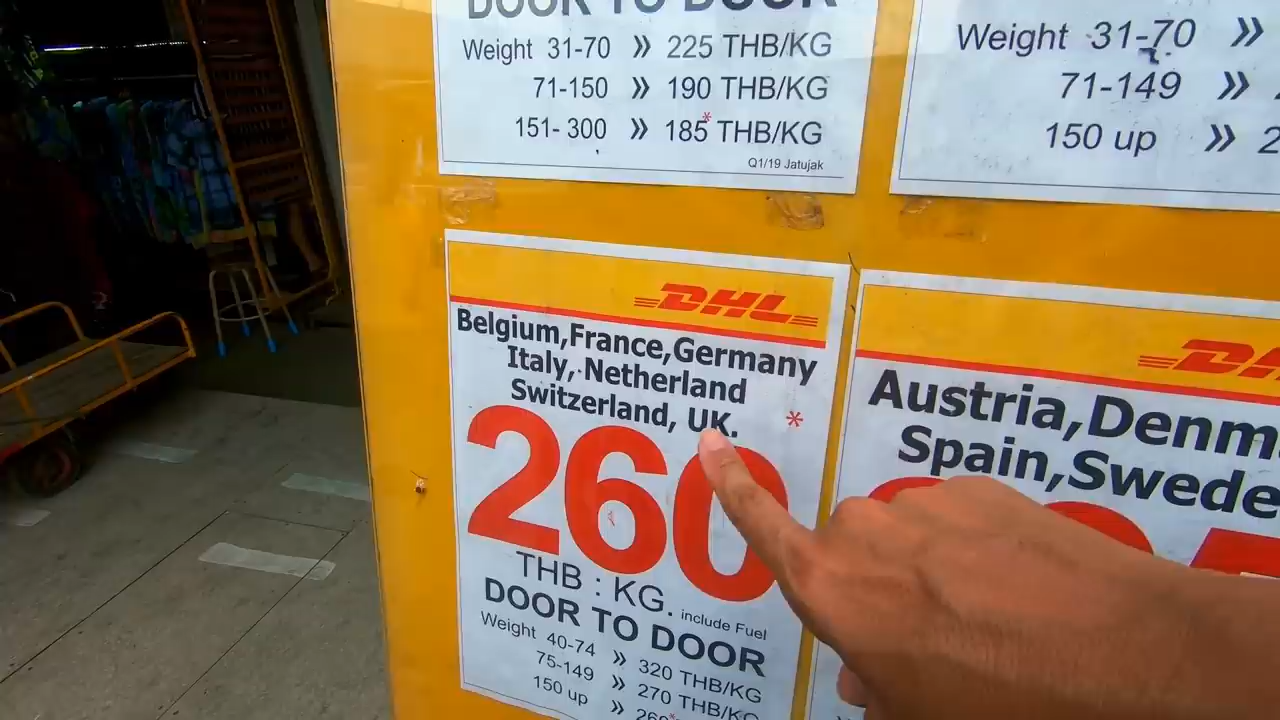 DOOR TO DOOR
Weight 31-70 » 225 THB/KG
71-150 » 190 THB/KG
151- 300 » 185* THB/KG
Q1/19 Jatujak
Weight 31-70 »
71-149 »
150 up » 2
DHL
Belgium,France,Germany
Italy, Netherland
Switzerland, UK. *
260
THB : KG. include Fuel
DOOR TO DOOR
Weight 40-74 » 320 THB/KG
75-149 » 270 THB/KG
150 up » 260*
Austria,Denm
Spain,Swede